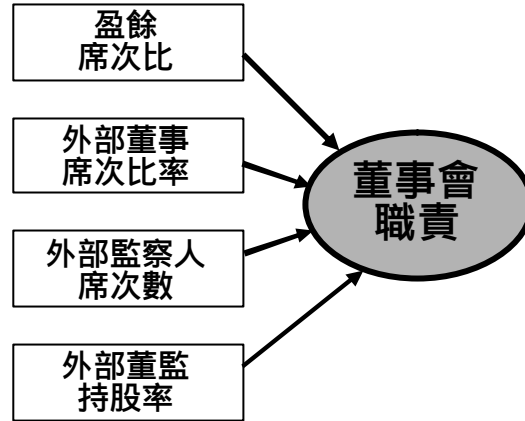 盈餘
席次比
外部董事
席次比率
董事會
職責
外部監察人
席次數
外部董監
持股率